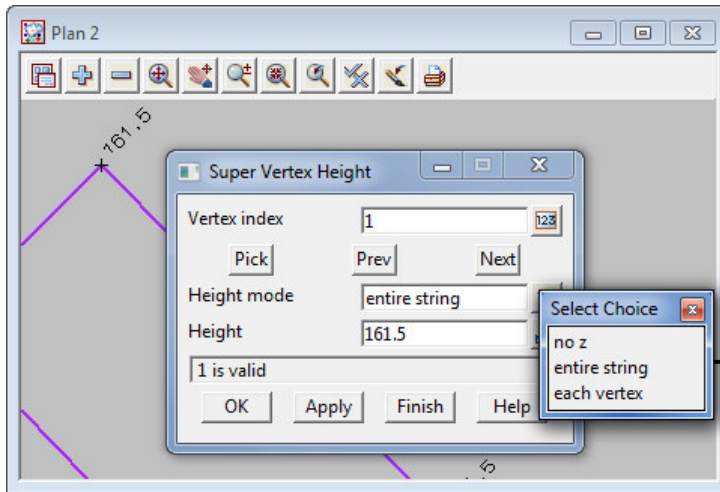 Plan 2
161,5
Super Vertex Height
Vertex index
1
123
Pick
Prev
Next
Height mode
entire string
Height
161.5
1 is valid
OK
Apply
Finish
Help
Select Choice
no z
entire string
each vertex